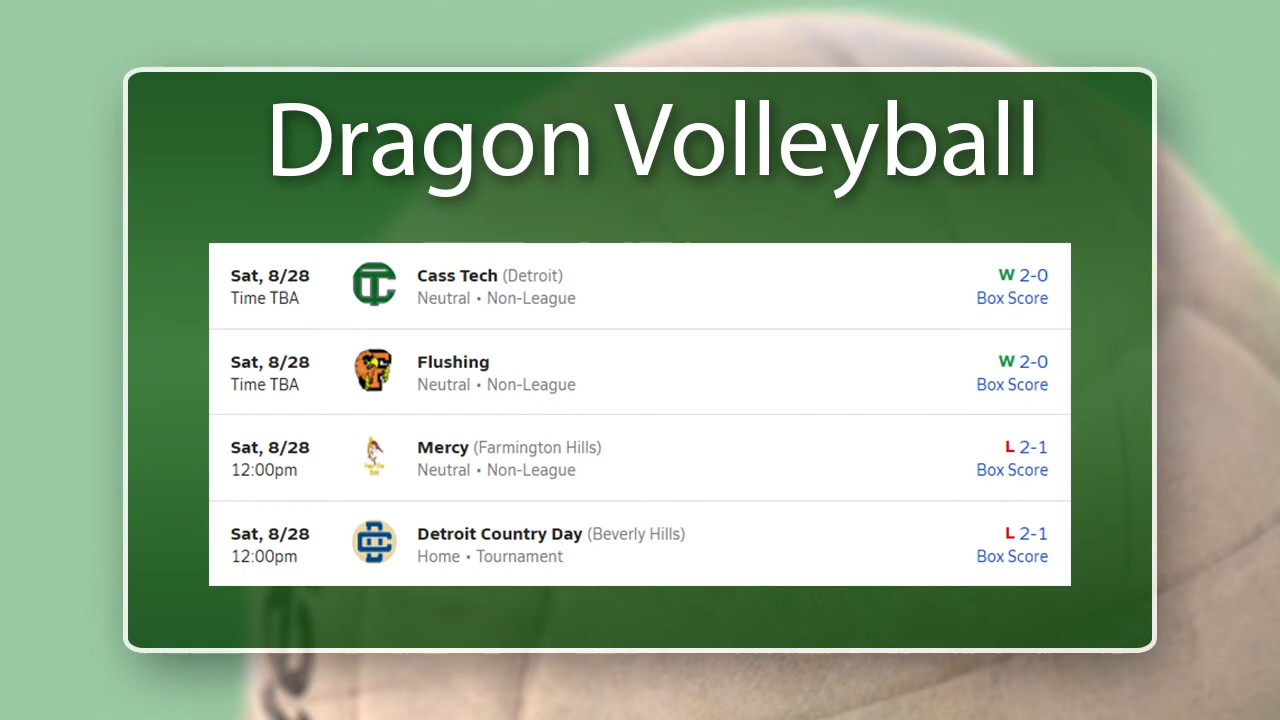 Dragon Volleyball
Sat, 8/28
Time TBA
Cass Tech (Detroit)
Neutral • Non-League
W 2-0
Box Score
Sat, 8/28
Time TBA
Flushing
Neutral • Non-League
W 2-0
Box Score
Sat, 8/28
12:00pm
Mercy (Farmington Hills)
Neutral • Non-League
L 2-1
Box Score
Sat, 8/28
12:00pm
Detroit Country Day (Beverly Hills)
Home • Tournament
L 2-1
Box Score